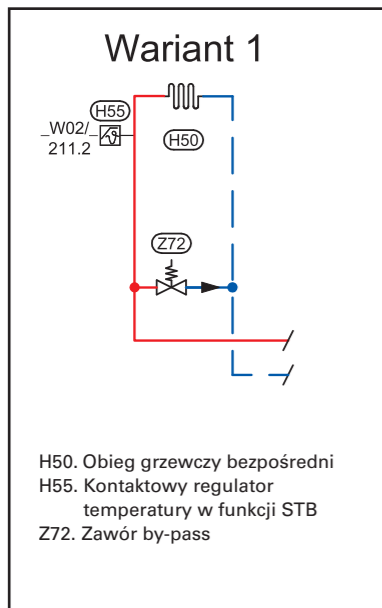 Wariant 1
H55
_W02/_
211.2
H50
Z72
H50. Obieg grzewczy bezpośredni
H55. Kontaktowy regulator
temperatury w funkcji STB
Z72. Zawór by-pass